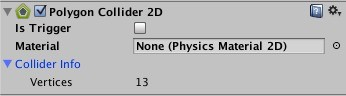 Polygon Collider 2D
Is Trigger
Material None (Physics Material 2D)
Collider Info
Vertices 13